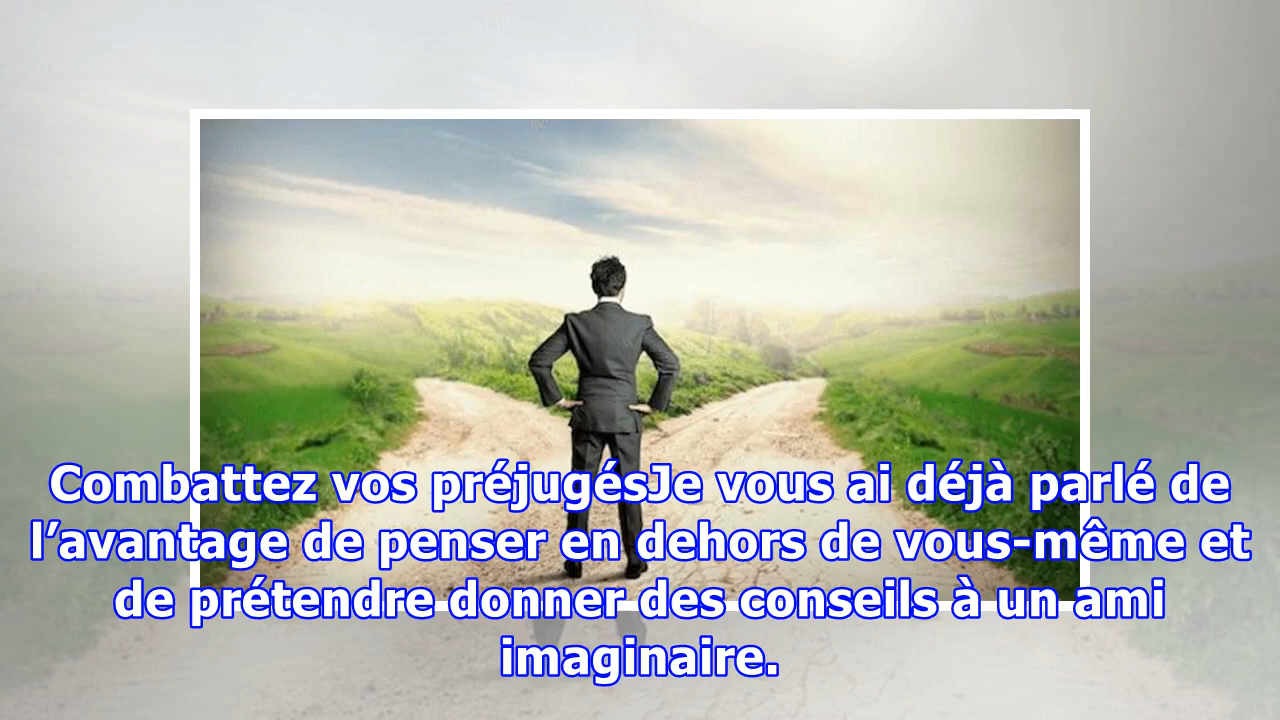 Combattez vos préjugésJe vous ai déjà parlé de
l’avantage de penser en dehors de vous-même et
de prétendre donner des conseils à un ami
imaginaire.